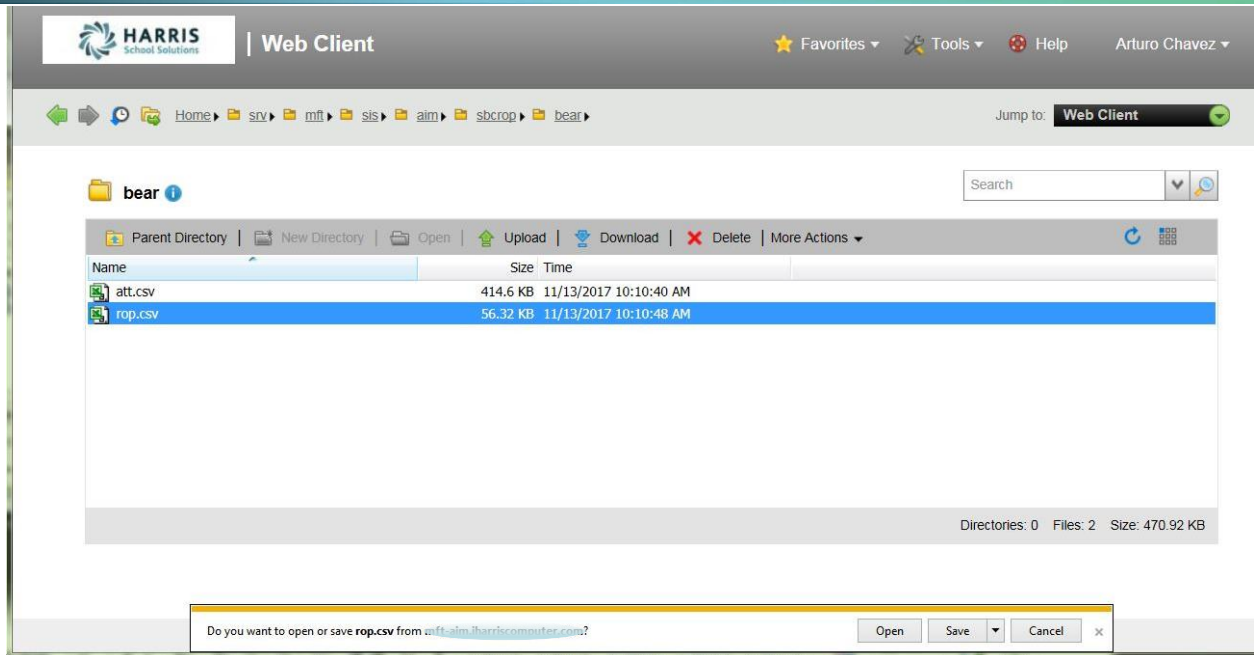 HARRIS School Solutions | Web Client Favorites Tools Help Arturo Chavez
Home srv mft sis aim sbcrop bear Jump to: Web Client
bear Search
Parent Directory | New Directory | Open | Upload | Download | Delete | More Actions
Name Size Time
att.csv 414.6 KB 11/13/2017 10:10:40 AM
rop.csv 56.32 KB 11/13/2017 10:10:48 AM
Directories: 0 Files: 2 Size: 470.92 KB
Do you want to open or save rop.csv from mft-aim.iharriscomputer.com? Open Save Cancel x